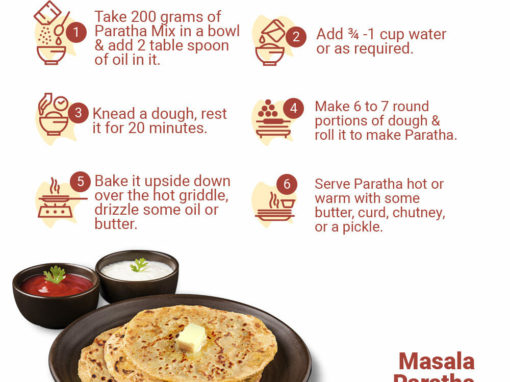 1
Take 200 grams of
Paratha Mix in a bowl
& add 2 table spoon
of oil in it.
2
Add ¾ -1 cup water
or as required.
3
Knead a dough, rest
it for 20 minutes.
4
Make 6 to 7 round
portions of dough &
roll it to make Paratha.
5
Bake it upside down
over the hot griddle,
drizzle some oil or
butter.
6
Serve Paratha hot or
warm with some
butter, curd, chutney,
or a pickle.
Masala
Paratha